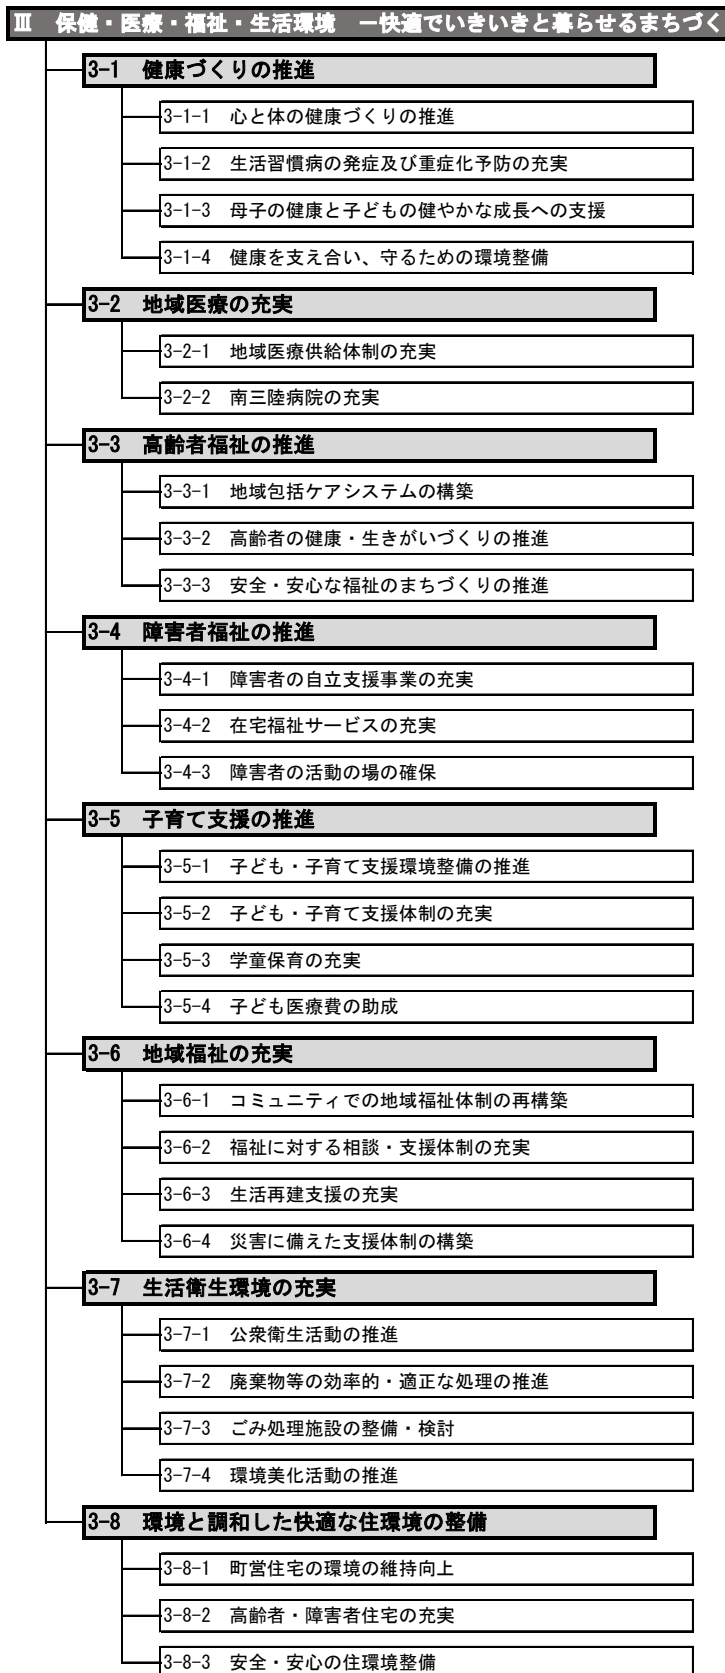 Ⅲ　保健・医療・福祉・生活環境　－快適でいきいきと暮らせるまちづく
3-1　健康づくりの推進
3-1-1　心と体の健康づくりの推進
3-1-2　生活習慣病の発症及び重症化予防の充実
3-1-3　母子の健康と子どもの健やかな成長への支援
3-1-4　健康を支え合い、守るための環境整備
3-2　地域医療の充実
3-2-1　地域医療供給体制の充実
3-2-2　南三陸病院の充実
3-3　高齢者福祉の推進
3-3-1　地域包括ケアシステムの構築
3-3-2　高齢者の健康・生きがいづくりの推進
3-3-3　安全・安心な福祉のまちづくりの推進
3-4　障害者福祉の推進
3-4-1　障害者の自立支援事業の充実
3-4-2　在宅福祉サービスの充実
3-4-3　障害者の活動の場の確保
3-5　子育て支援の推進
3-5-1　子ども・子育て支援環境整備の推進
3-5-2　子ども・子育て支援体制の充実
3-5-3　学童保育の充実
3-5-4　子ども医療費の助成
3-6　地域福祉の充実
3-6-1　コミュニティでの地域福祉体制の再構築
3-6-2　福祉に対する相談・支援体制の充実
3-6-3　生活再建支援の充実
3-6-4　災害に備えた支援体制の構築
3-7　生活衛生環境の充実
3-7-1　公衆衛生活動の推進
3-7-2　廃棄物等の効率的・適正な処理の推進
3-7-3　ごみ処理施設の整備・検討
3-7-4　環境美化活動の推進
3-8　環境と調和した快適な住環境の整備
3-8-1　町営住宅の環境の維持向上
3-8-2　高齢者・障害者住宅の充実
3-8-3　安全・安心の住環境整備